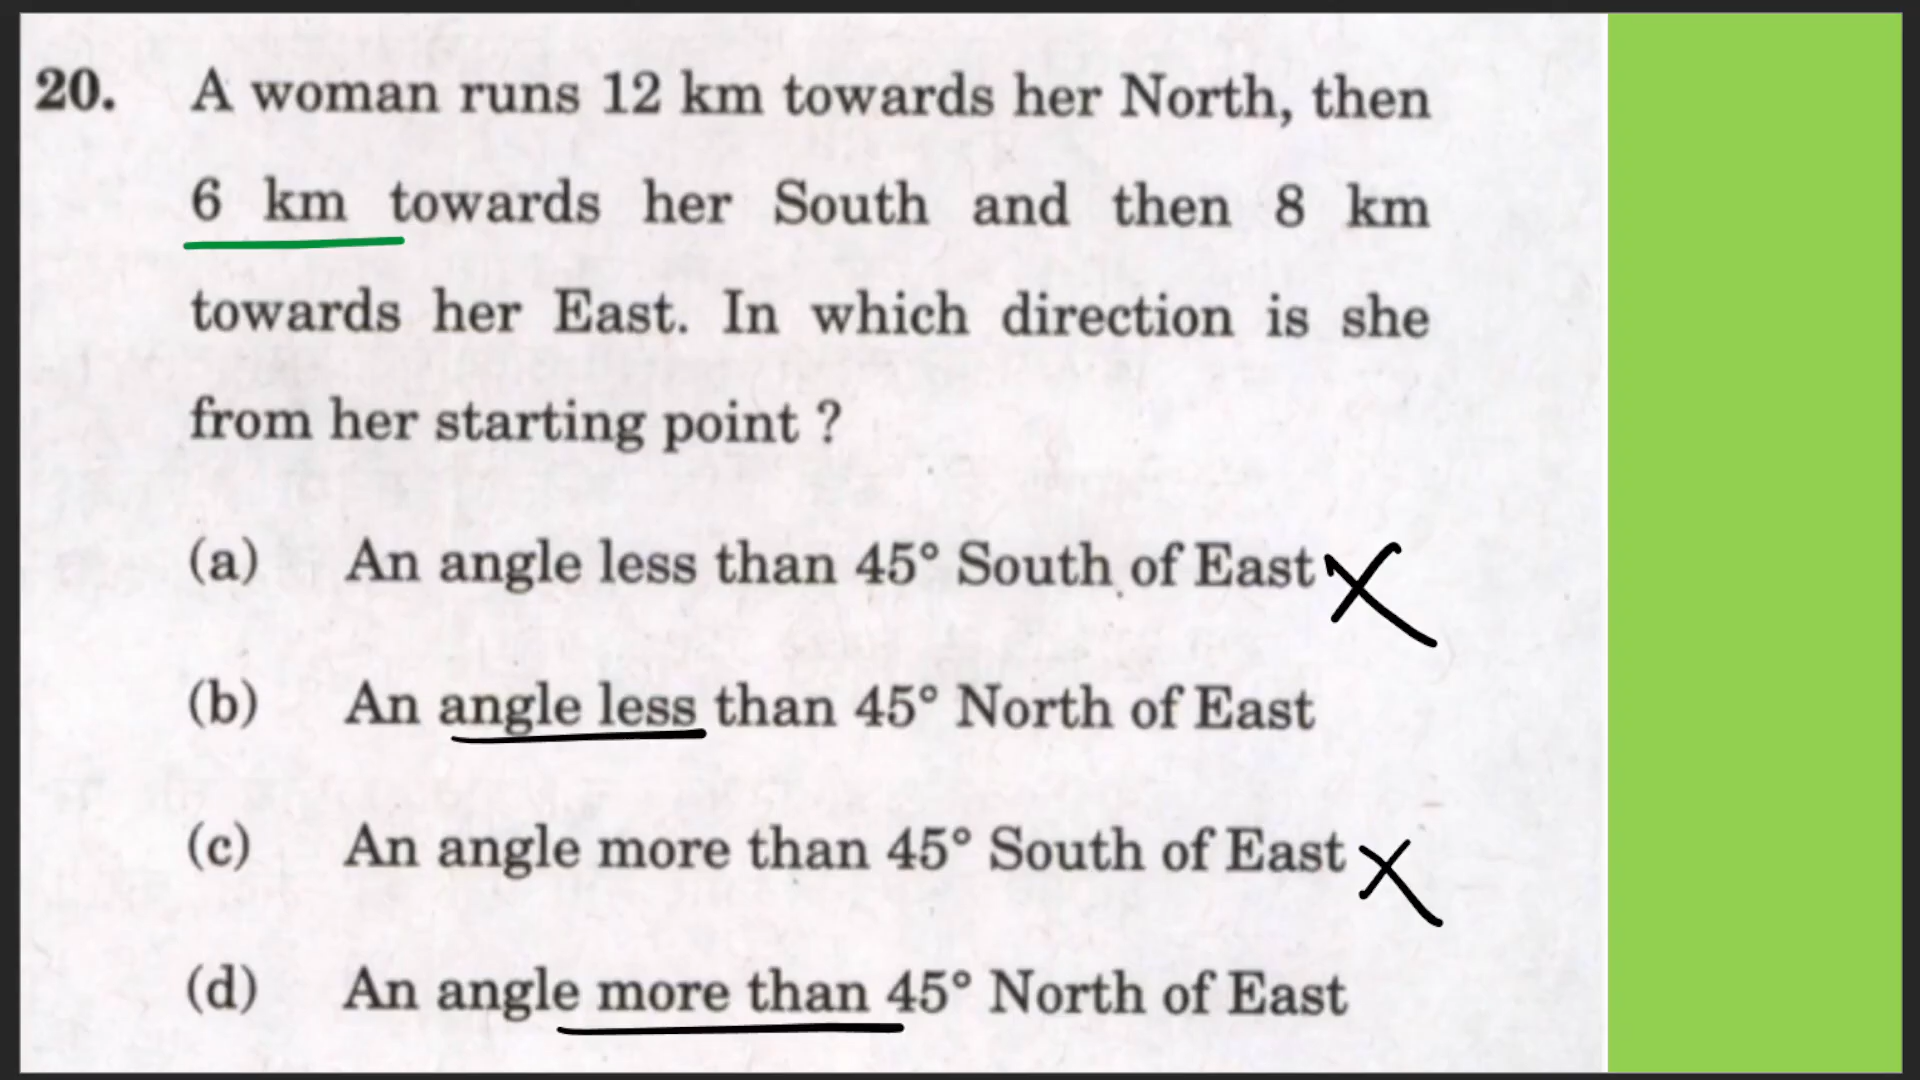 20. A woman runs 12 km towards her North, then
6 km towards her South and then 8 km
towards her East. In which direction is she
from her starting point ?
(a) An angle less than 45° South of East
(b) An angle less than 45° North of East
(c) An angle more than 45° South of East
(d) An angle more than 45° North of East